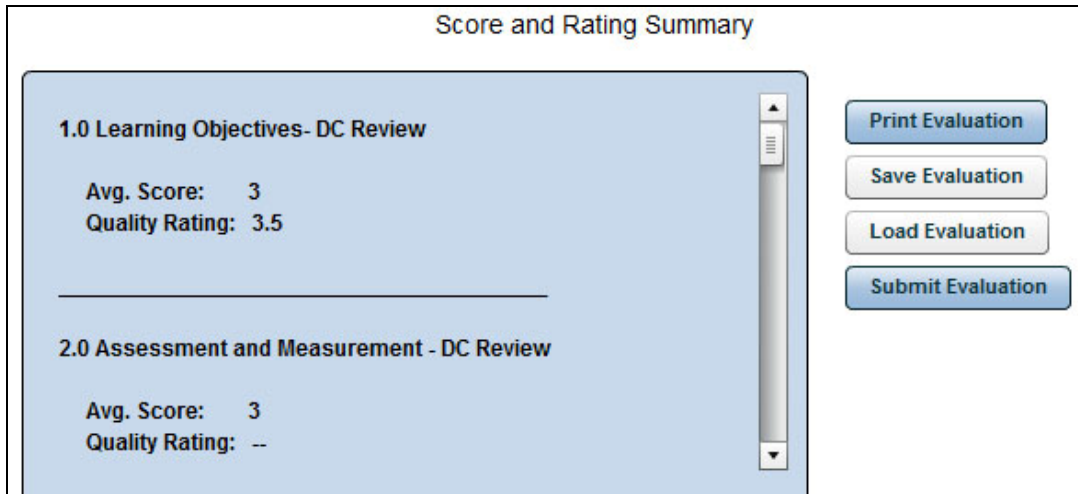 Score and Rating Summary
1.0 Learning Objectives- DC Review
Avg. Score: 3
Quality Rating: 3.5
2.0 Assessment and Measurement - DC Review
Avg. Score: 3
Quality Rating: --
Print Evaluation
Save Evaluation
Load Evaluation
Submit Evaluation